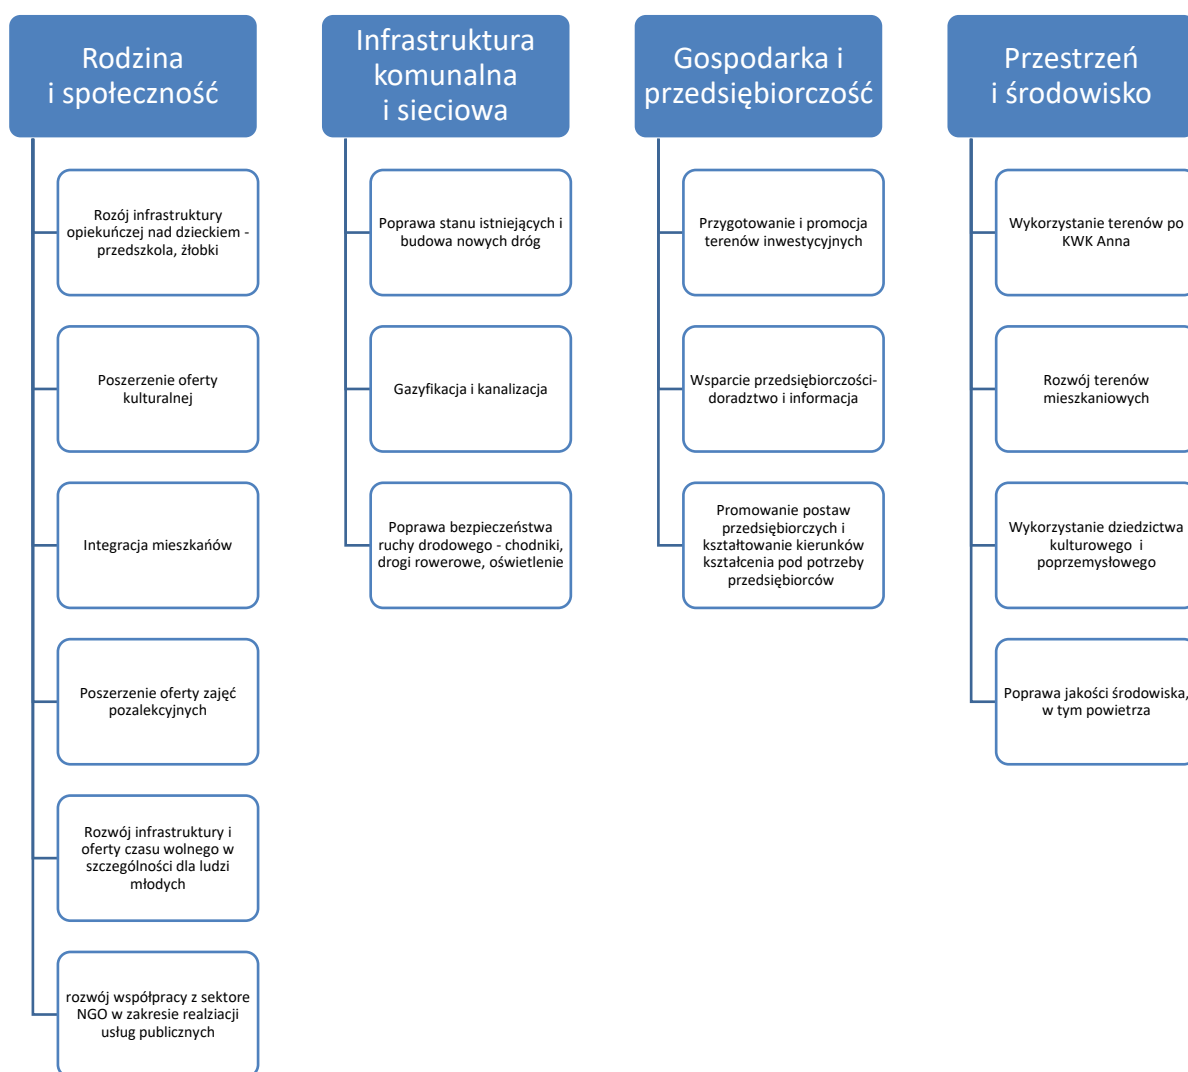 Rodzina
i społeczność
Rozój infrastruktury
opiekuńczej nad dzieckiem -
przedszkola, żłobki
Poszerzenie oferty
kulturalnej
Integracja mieszkańów
Poszerzenie oferty zajęć
pozalekcyjnych
Rozwój infrastruktury i
oferty czasu wolnego w
szczególności dla ludzi
młodych
rozwój współpracy z sektore
NGO w zakresie realziacji
usług publicznych
Infrastruktura
komunalna
i sieciowa
Poprawa stanu istniejących i
budowa nowych dróg
Gazyfikacja i kanalizacja
Poprawa bezpieczeństwa
ruchy drodowego - chodniki,
drogi rowerowe, oświetlenie
Gospodarka i
przedsiębiorczość
Przygotowanie i promocja
terenów inwestycyjnych
Wsparcie przedsiębiorczości-
doradztwo i informacja
Promowanie postaw
przedsiębiorczych i
kształtowanie kierunków
kształcenia pod potrzeby
przedsiębiorców
Przestrzeń
i środowisko
Wykorzystanie terenów po
KWK Anna
Rozwój terenów
mieszkaniowych
Wykorzystanie dziedzictwa
kulturowego i
poprzemysłowego
Poprawa jakości środowiska,
w tym powietrza